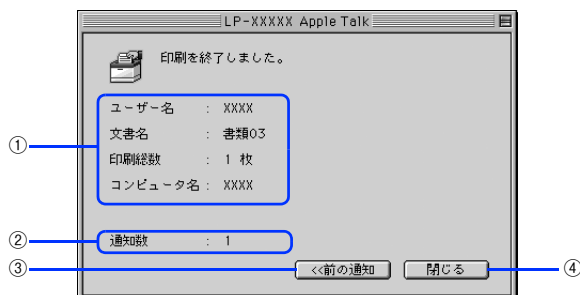 LP-XXXXX Apple Talk
印刷を終了しました。
ユーザー名 : XXXX
文書名 : 書類03
印刷総数 : 1 枚
コンピュータ名 : XXXX
①
通知数 : 1
②
③
<<前の通知
閉じる
④